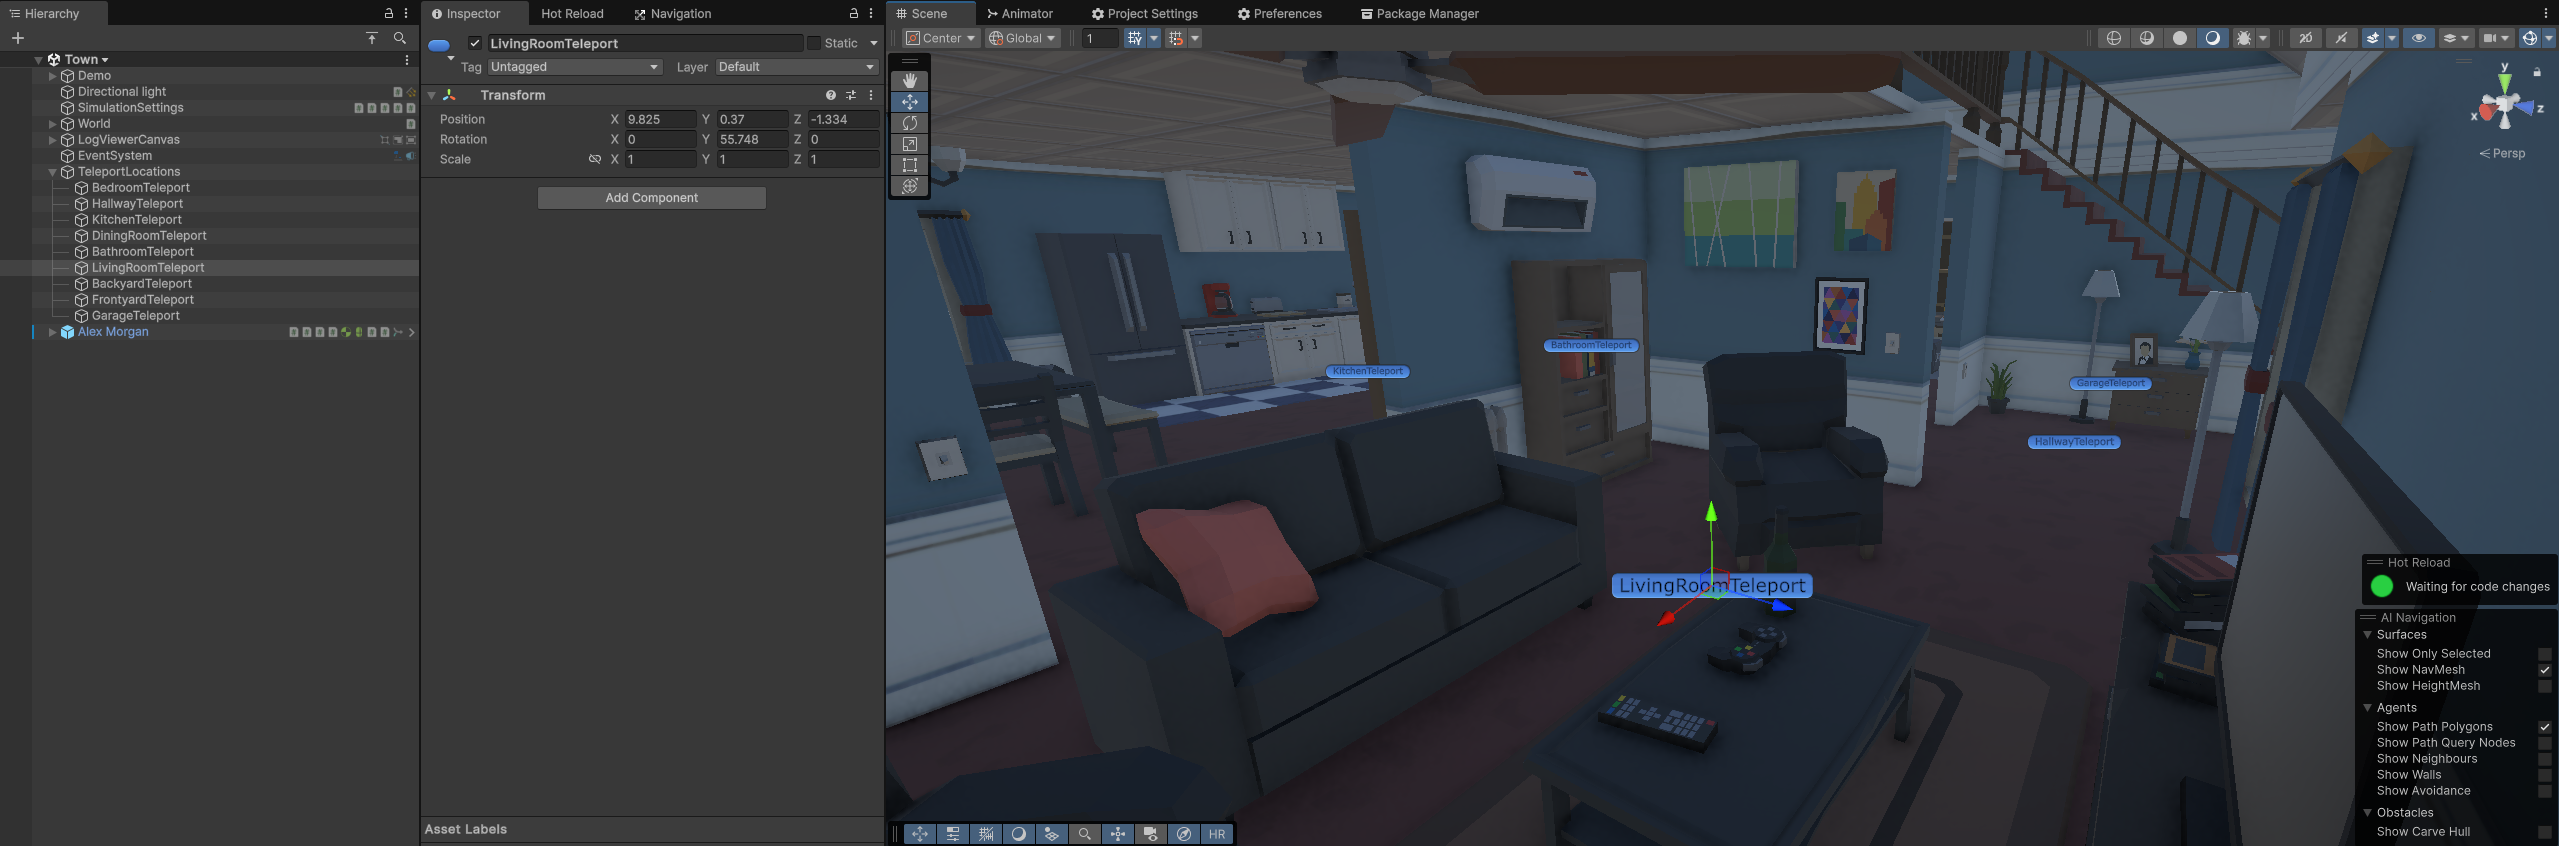 Hierarchy
Inspector
Hot Reload
Navigation
Scene
Animator
Project Settings
Preferences
Package Manager
Town
Demo
Directional light
SimulationSettings
World
LogViewerCanvas
EventSystem
TeleportLocations
BedroomTeleport
HallwayTeleport
KitchenTeleport
DiningRoomTeleport
BathroomTeleport
LivingRoomTeleport
BackyardTeleport
FrontyardTeleport
GarageTeleport
Alex Morgan
LivingRoomTeleport
Static
Tag Untagged Layer Default
Transform
Position X 9.825 Y 0.37 Z -1.334
Rotation X 0 Y 55.748 Z 0
Scale X 1 Y 1 Z 1
Add Component
Asset Labels
Center
Global
1
2D
y
x
z
Persp
BathroomTeleport
KitchenTeleport
GarageTeleport
HallwayTeleport
LivingRoomTeleport
Hot Reload
Waiting for code changes
AI Navigation
Surfaces
Show Only Selected
Show NavMesh
Show HeightMesh
Agents
Show Path Polygons
Show Path Query Nodes
Show Neighbours
Show Walls
Show Avoidance
Obstacles
Show Carve Hull
HR